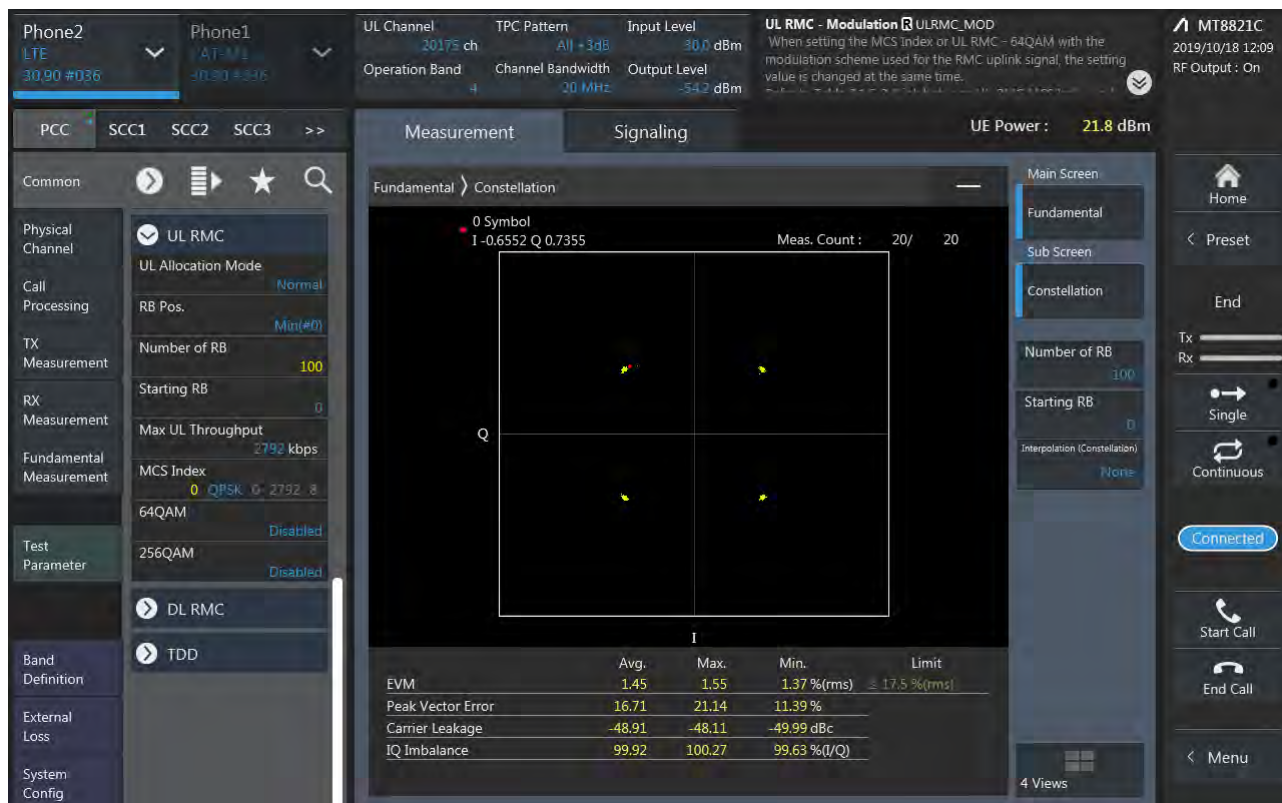 Phone2
LTE
30.90 #036
Phone1
CAT-M1
30.90 #336
UL Channel
20175 ch
TPC Pattern
All +3dB
Input Level
30.0 dBm
Operation Band
4
Channel Bandwidth
20 MHz
Output Level
-54.2 dBm
UL RMC - Modulation R ULRMC_MOD
When setting the MCS Index or UL RMC - 64QAM with the
modulation scheme used for the RMC uplink signal, the setting
value is changed at the same time.
MT8821C
2019/10/18 12:09
RF Output : On
PCC SCC1 SCC2 SCC3 >>
Measurement
Signaling
UE Power : 21.8 dBm
Common
Physical
Channel
Call
Processing
TX
Measurement
RX
Measurement
Fundamental
Measurement
Test
Parameter
Band
Definition
External
Loss
System
Config
UL RMC
UL Allocation Mode
Normal
RB Pos.
Min(#0)
Number of RB
100
Starting RB
0
Max UL Throughput
2792 kbps
MCS Index
0 QPSK 0 2792 8
64QAM
Disabled
256QAM
Disabled
DL RMC
TDD
Fundamental > Constellation
0 Symbol
I -0.6552 Q 0.7355
Meas. Count : 20/ 20
Q
I
Avg. Max. Min. Limit
EVM 1.45 1.55 1.37 %(rms) ≤ 17.5 %(rms)
Peak Vector Error 16.71 21.14 11.39 %
Carrier Leakage -48.91 -48.11 -49.99 dBc
IQ Imbalance 99.92 100.27 99.63 %(I/Q)
Main Screen
Fundamental
Sub Screen
Constellation
Number of RB
100
Starting RB
0
Interpolation (Constellation)
None
4 Views
Home
< Preset
End
Tx
Rx
Single
Continuous
Connected
Start Call
End Call
< Menu